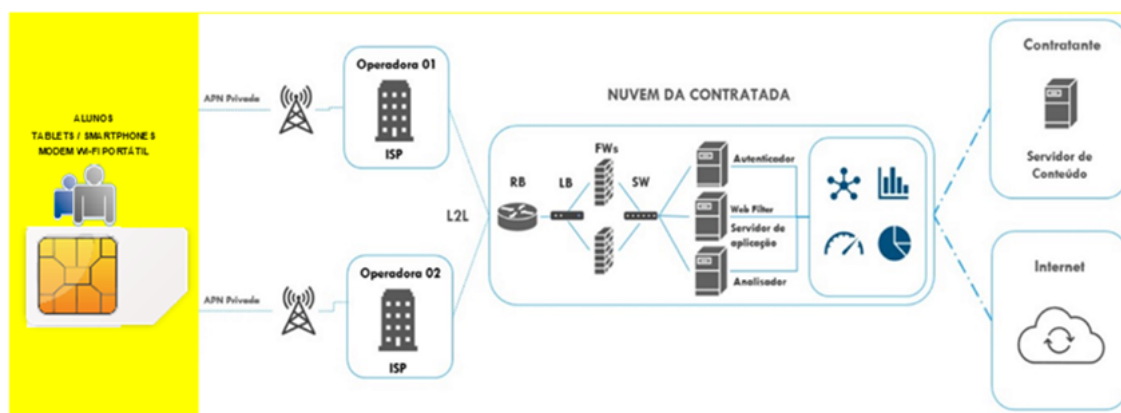 ALUNOS
TABLETS / SMARTPHONES
MODEM WI-FI PORTÁTIL
APN Privada
Operadora 01
ISP
APN Privada
Operadora 02
ISP
L2L
NUVEM DA CONTRATADA
RB
LB
FWs
SW
Autenticador
Web Filter
Servidor de
aplicação
Analisador
Contratante
Servidor de
Conteúdo
Internet